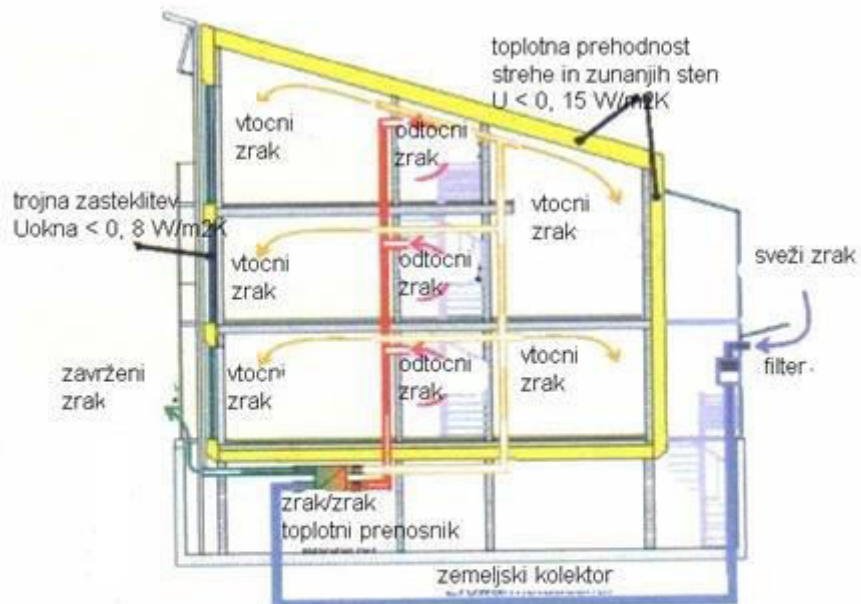 toplotna prehodnost
strehe in zunanjih sten
U < 0, 15 W/m2K
vtocni
zrak
odtocni
zrak
trojna zasteklitev
Uokna < 0, 8 W/m2K
vtocni
zrak
vtocni
zrak
odtocni
zrak
sveži zrak
zavrženi
zrak
vtocni
zrak
odtocni
zrak
vtocni
zrak
filter
zrak/zrak
toplotni prenosnik
zemeljski kolektor